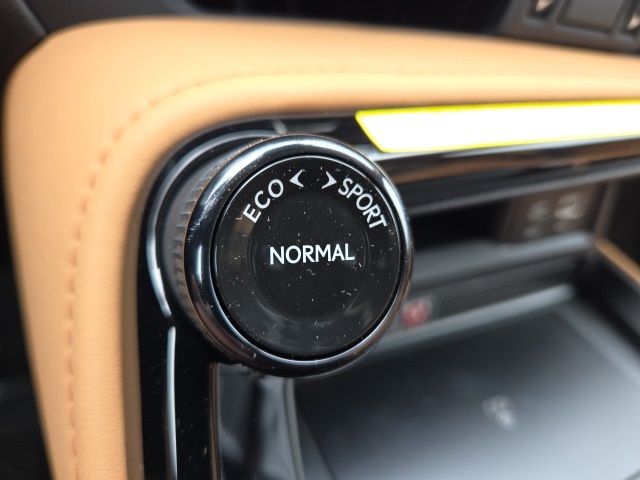 ECO < > SPORT
NORMAL